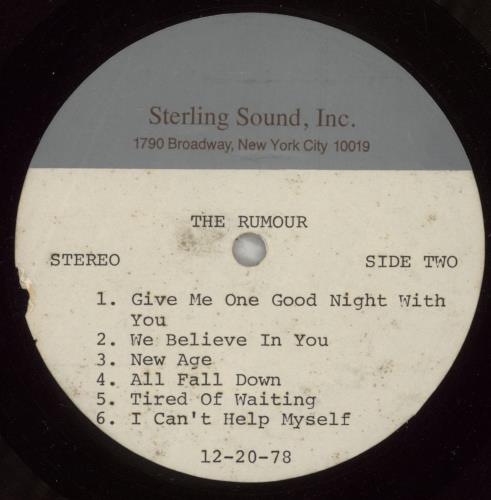 Sterling Sound, Inc.
1790 Broadway, New York City 10019
THE RUMOUR
STEREO SIDE TWO
1. Give Me One Good Night With
You
2. We Believe In You
3. New Age
4. All Fall Down
5. Tired Of Waiting
6. I Can't Help Myself
12-20-78